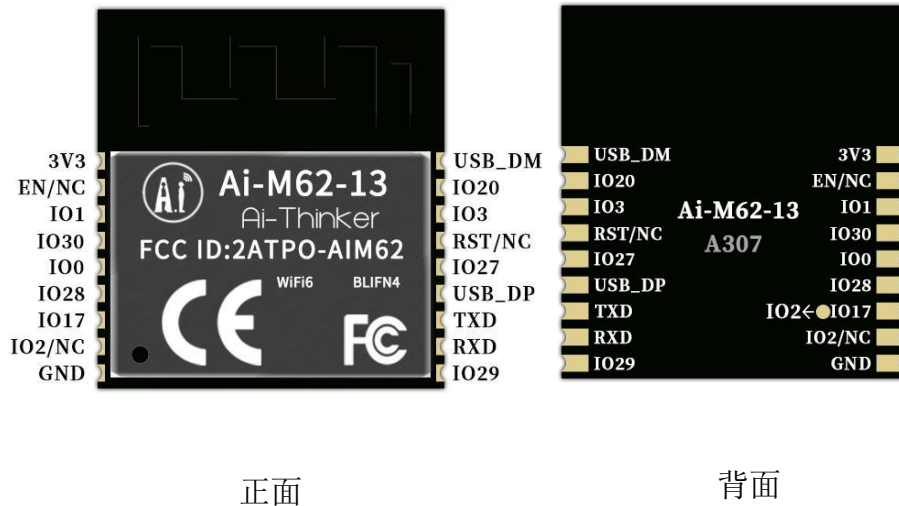 3V3
EN/NC
IO1
IO30
IO0
IO28
IO17
IO2/NC
GND
A.i
Ai-M62-13
Ai-Thinker
FCC ID:2ATPO-AIM62
WiFi6 BLIFN4
CE FC
USB_DM
IO20
IO3
RST/NC
IO27
USB_DP
TXD
RXD
IO29
正面
USB_DM
IO20
IO3
RST/NC
IO27
USB_DP
TXD
RXD
IO29
Ai-M62-13
A307
3V3
EN/NC
IO1
IO30
IO0
IO28
IO2←IO17
IO2/NC
GND
背面